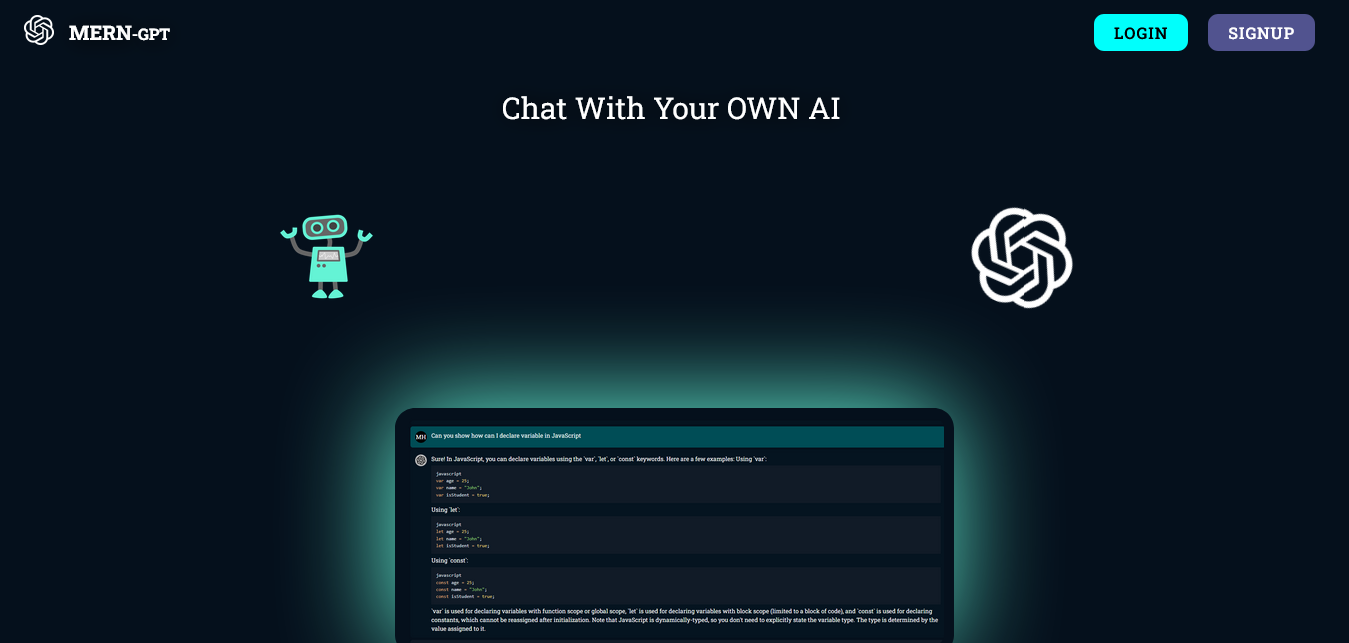 MERN-GPT
LOGIN
SIGNUP
Chat With Your OWN AI
MH
Can you show how can I declare variable in JavaScript
Sure! In JavaScript, you can declare variables using the `var`, `let`, or `const` keywords. Here are a few examples: Using `var`:
javascript
var age = 25;
var name = "John";
var isStudent = true;
Using `let`:
javascript
let age = 25;
let name = "John";
let isStudent = true;
Using `const`:
javascript
const age = 25;
const name = "John";
const isStudent = true;
`var` is used for declaring variables with function scope or global scope, `let` is used for declaring variables with block scope (limited to a block of code), and `const` is used for declaring
constants, which cannot be reassigned after initialization. Note that JavaScript is dynamically-typed, so you don't need to explicitly state the variable type. The type is determined by the
value assigned to it.